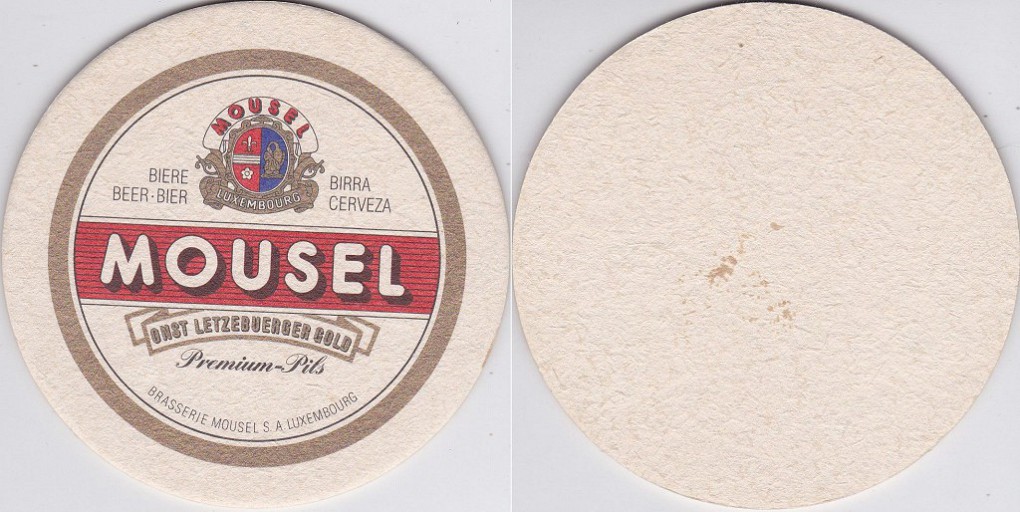 MOUSEL
LUXEMBOURG
BIERE
BEER·BIER
BIRRA
CERVEZA
MOUSEL
ONST LETZEBUERGER GOLD
Premium-Pils
BRASSERIE MOUSEL S.A. LUXEMBOURG